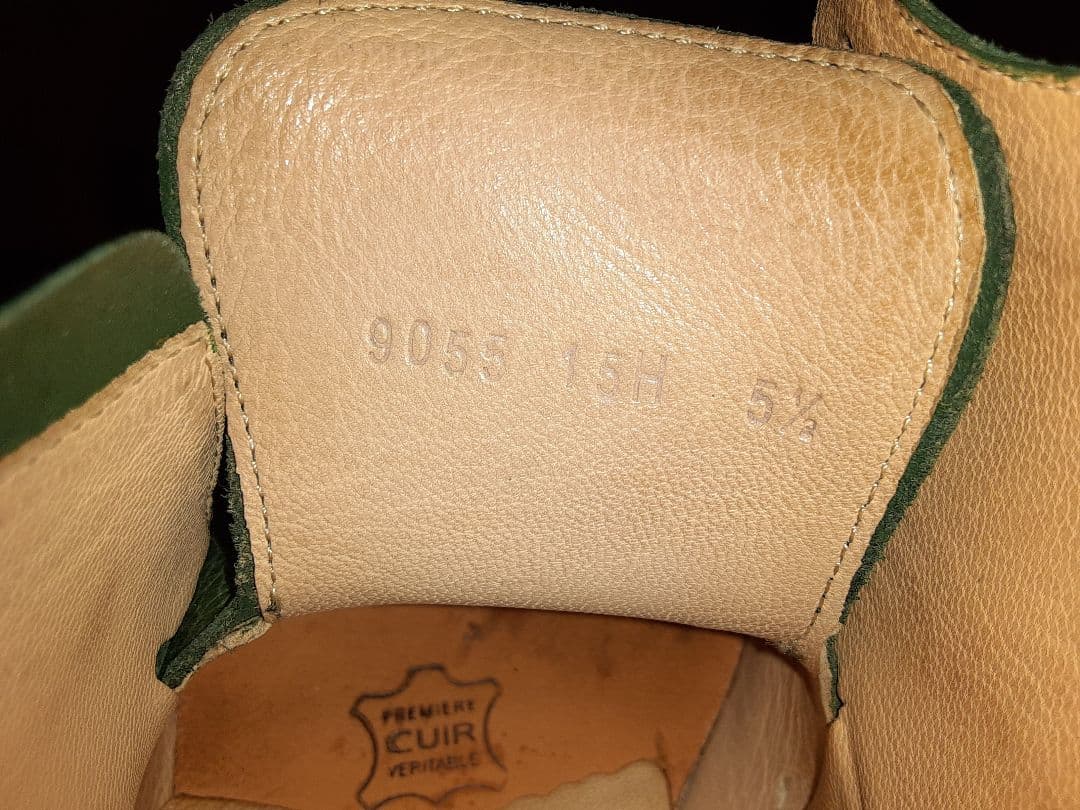 9055 15H 5½
PREMIERE
CUIR
VERITABLE